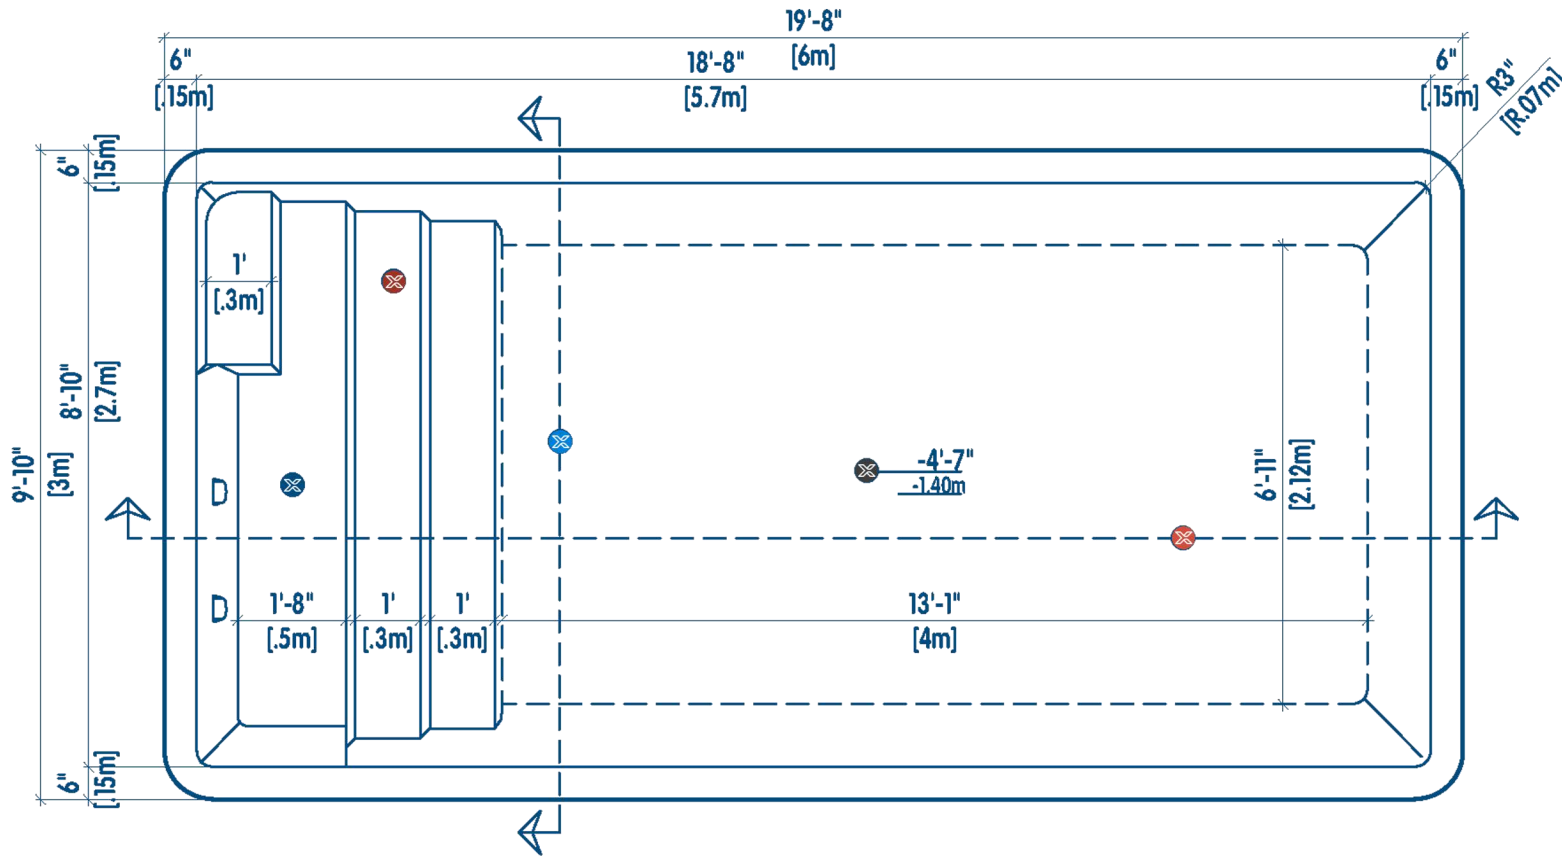 19'-8"
[6m]
6"
[.15m]
18'-8"
[5.7m]
6"
[.15m]
R3"
[R.07m]
6"
[.15m]
1'
[.3m]
8'-10"
[2.7m]
9'-10"
[3m]
-4'-7"
-1.40m
6'-11"
[2.12m]
1'-8"
[.5m]
1'
[.3m]
1'
[.3m]
13'-1"
[4m]
6"
[.15m]